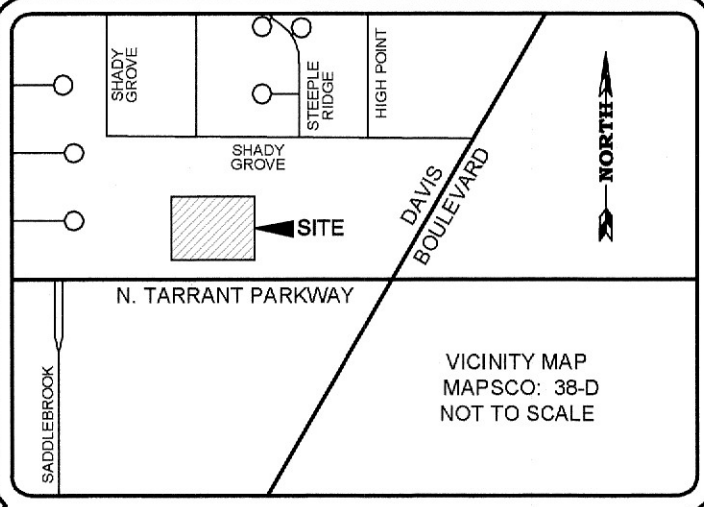 SHADY
GROVE
STEEPLE
RIDGE
HIGH POINT
SHADY
GROVE
DAVIS
BOULEVARD
NORTH
SITE
N. TARRANT PARKWAY
SADDLEBROOK
VICINITY MAP
MAPSCO: 38-D
NOT TO SCALE